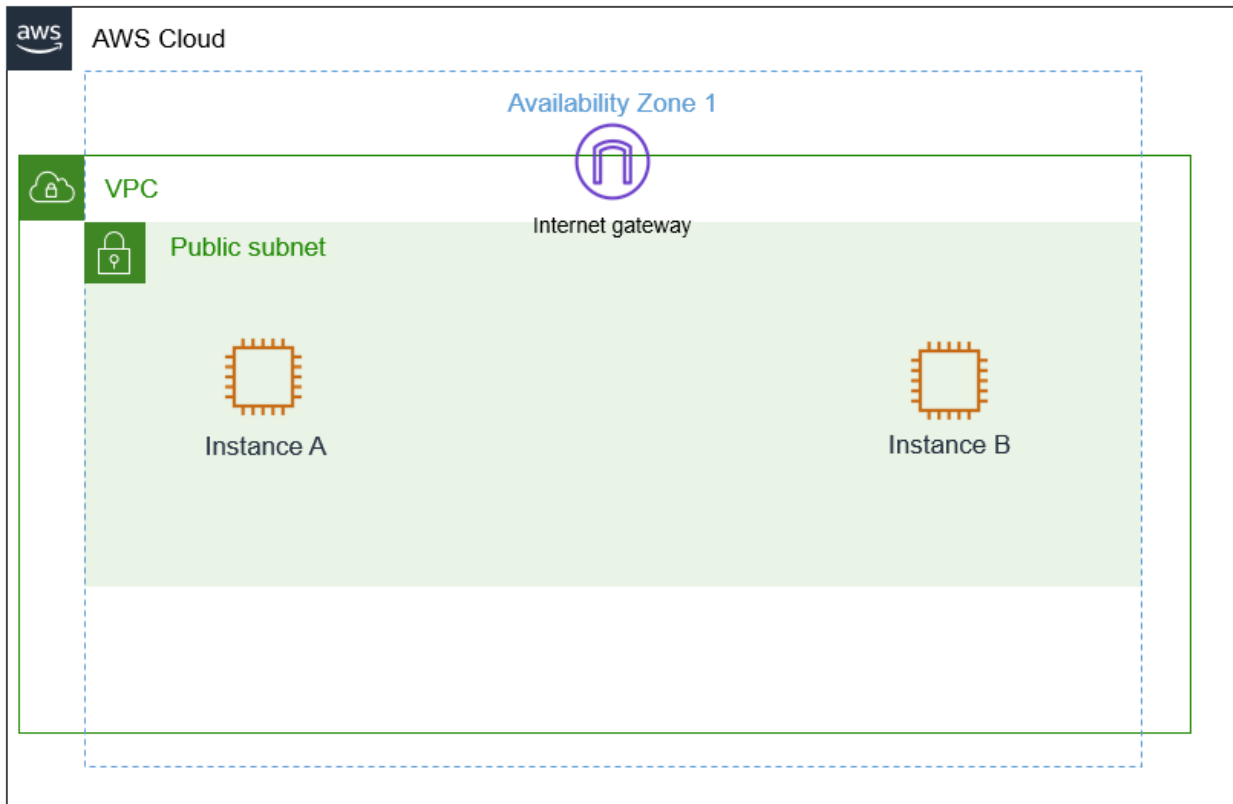 aws
AWS Cloud
Availability Zone 1
VPC
Internet gateway
Public subnet
Instance A
Instance B